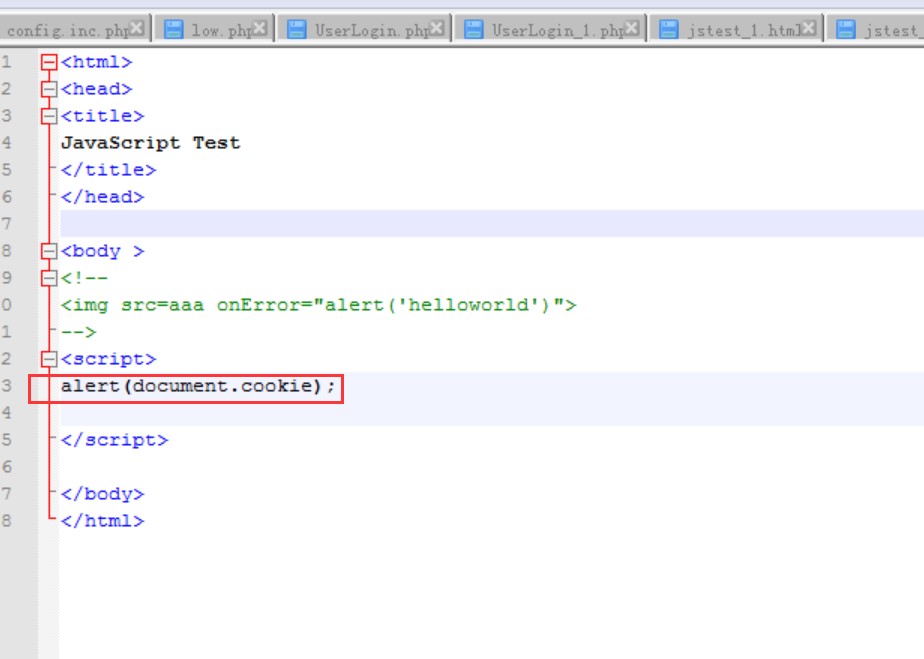 config.inc.php low.php UserLogin.php UserLogin_1.php jstest_1.html jstest_
1 <html>
2 <head>
3 <title>
4 JavaScript Test
5 </title>
6 </head>
7
8 <body >
9 <!--
0 <img src=aaa onError="alert('helloworld')">
1 -->
2 <script>
3 alert(document.cookie);
4
5 </script>
6
7 </body>
8 </html>